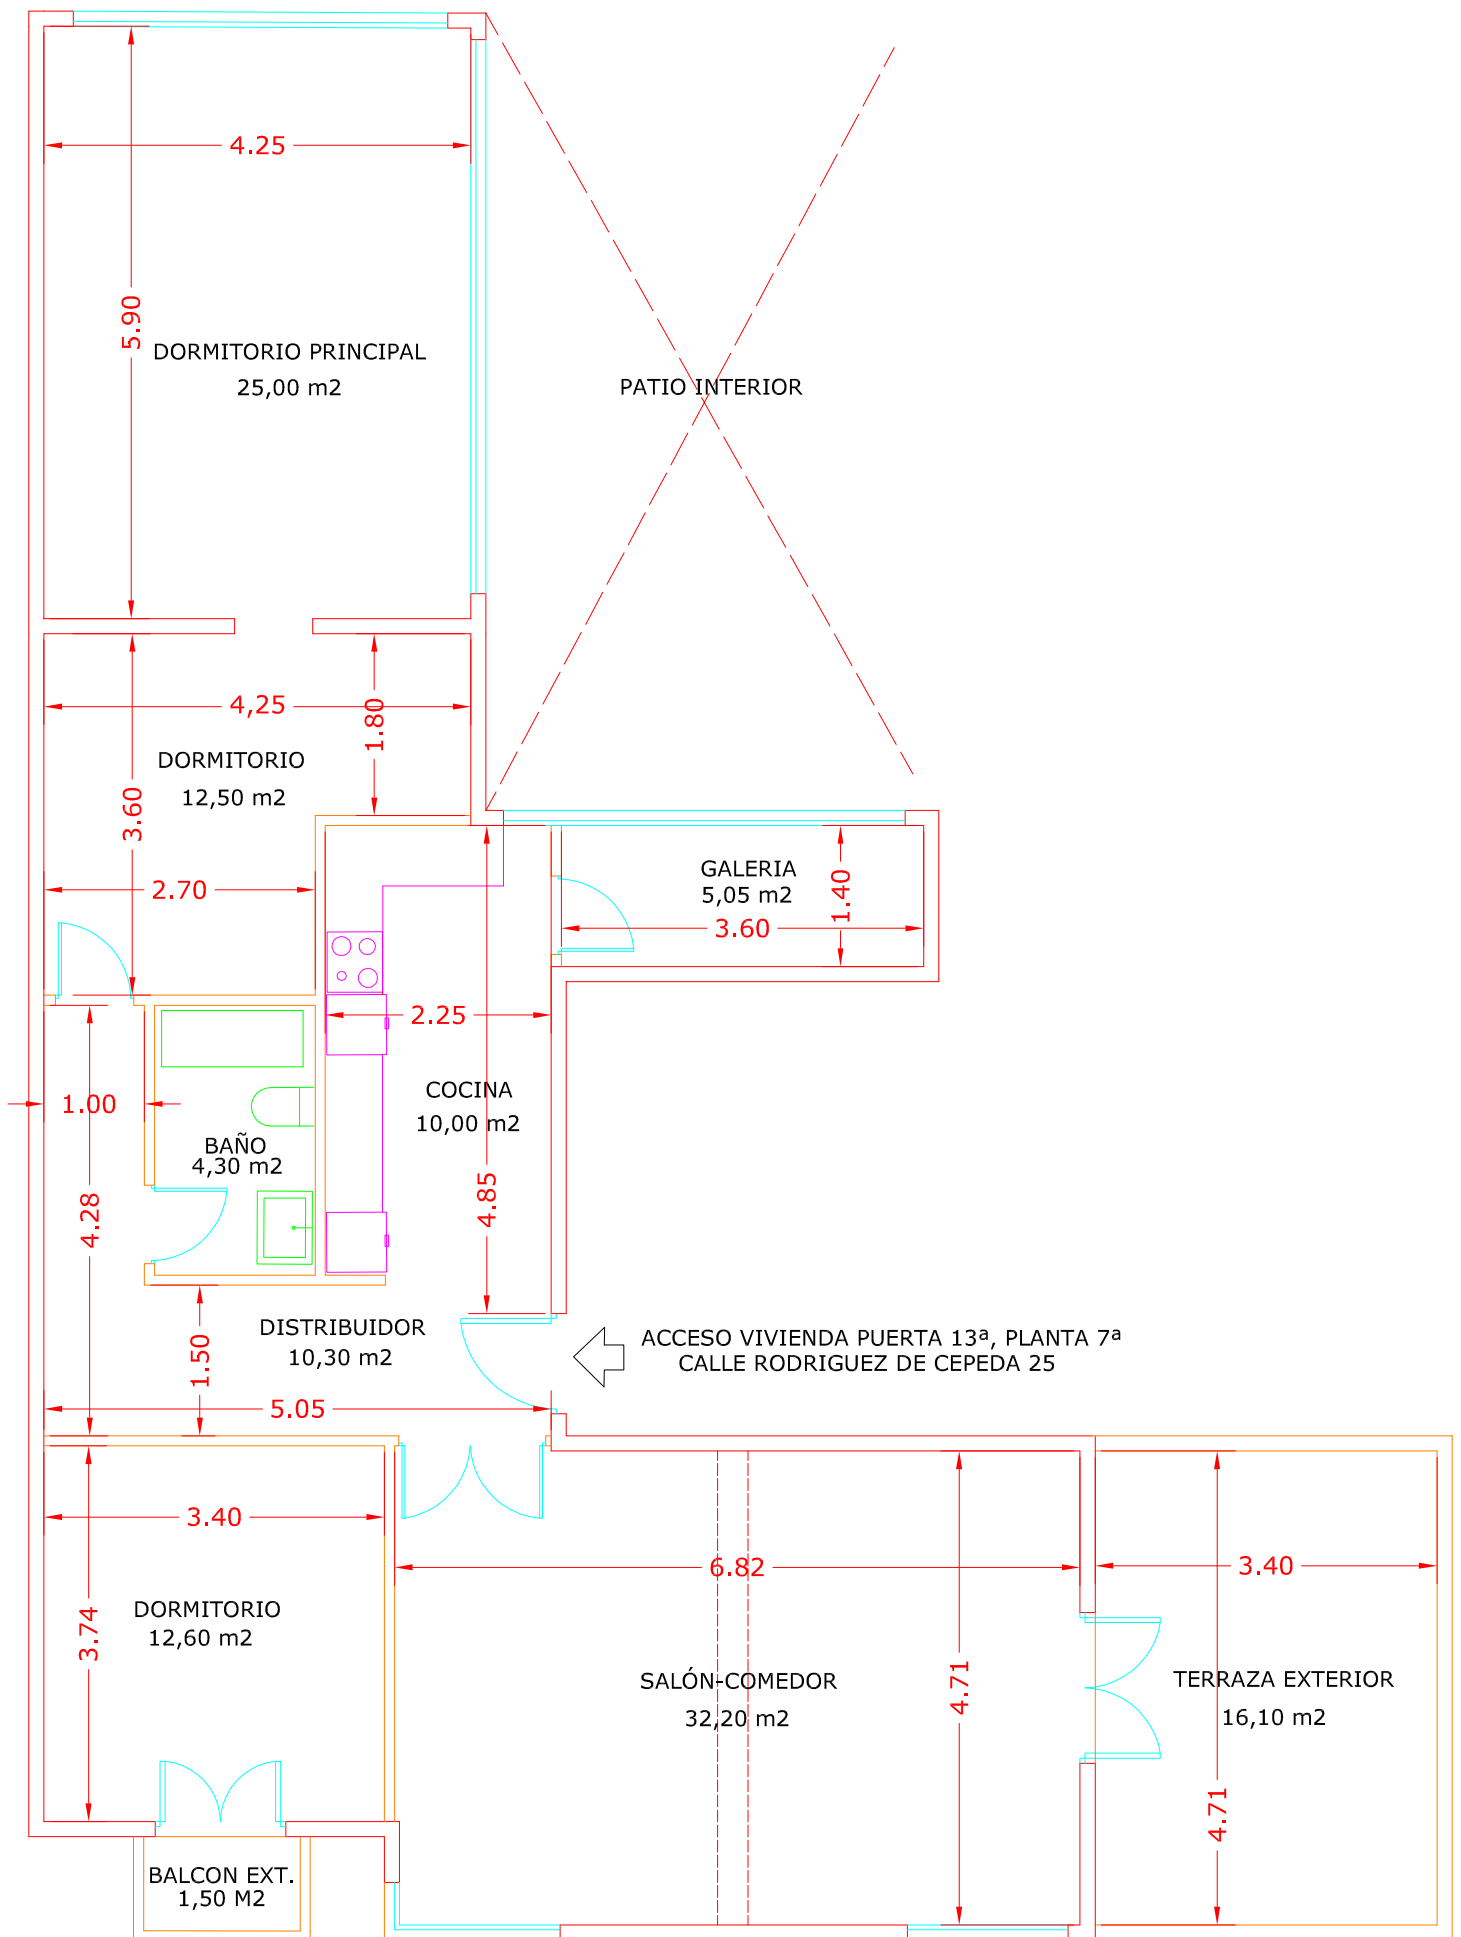 4.25
5.90
DORMITORIO PRINCIPAL
25,00 m2
PATIO INTERIOR
4,25
1.80
DORMITORIO
12,50 m2
3.60
2.70
GALERIA
5,05 m2
1.40
3.60
2.25
COCINA
10,00 m2
1.00
BAÑO
4,30 m2
4.85
4.28
DISTRIBUIDOR
10,30 m2
1.50
ACCESO VIVIENDA PUERTA 13ª, PLANTA 7ª
CALLE RODRIGUEZ DE CEPEDA 25
5.05
3.40
6.82
3.40
DORMITORIO
12,60 m2
3.74
SALÓN-COMEDOR
32,20 m2
4.71
TERRAZA EXTERIOR
16,10 m2
4.71
BALCON EXT.
1,50 M2